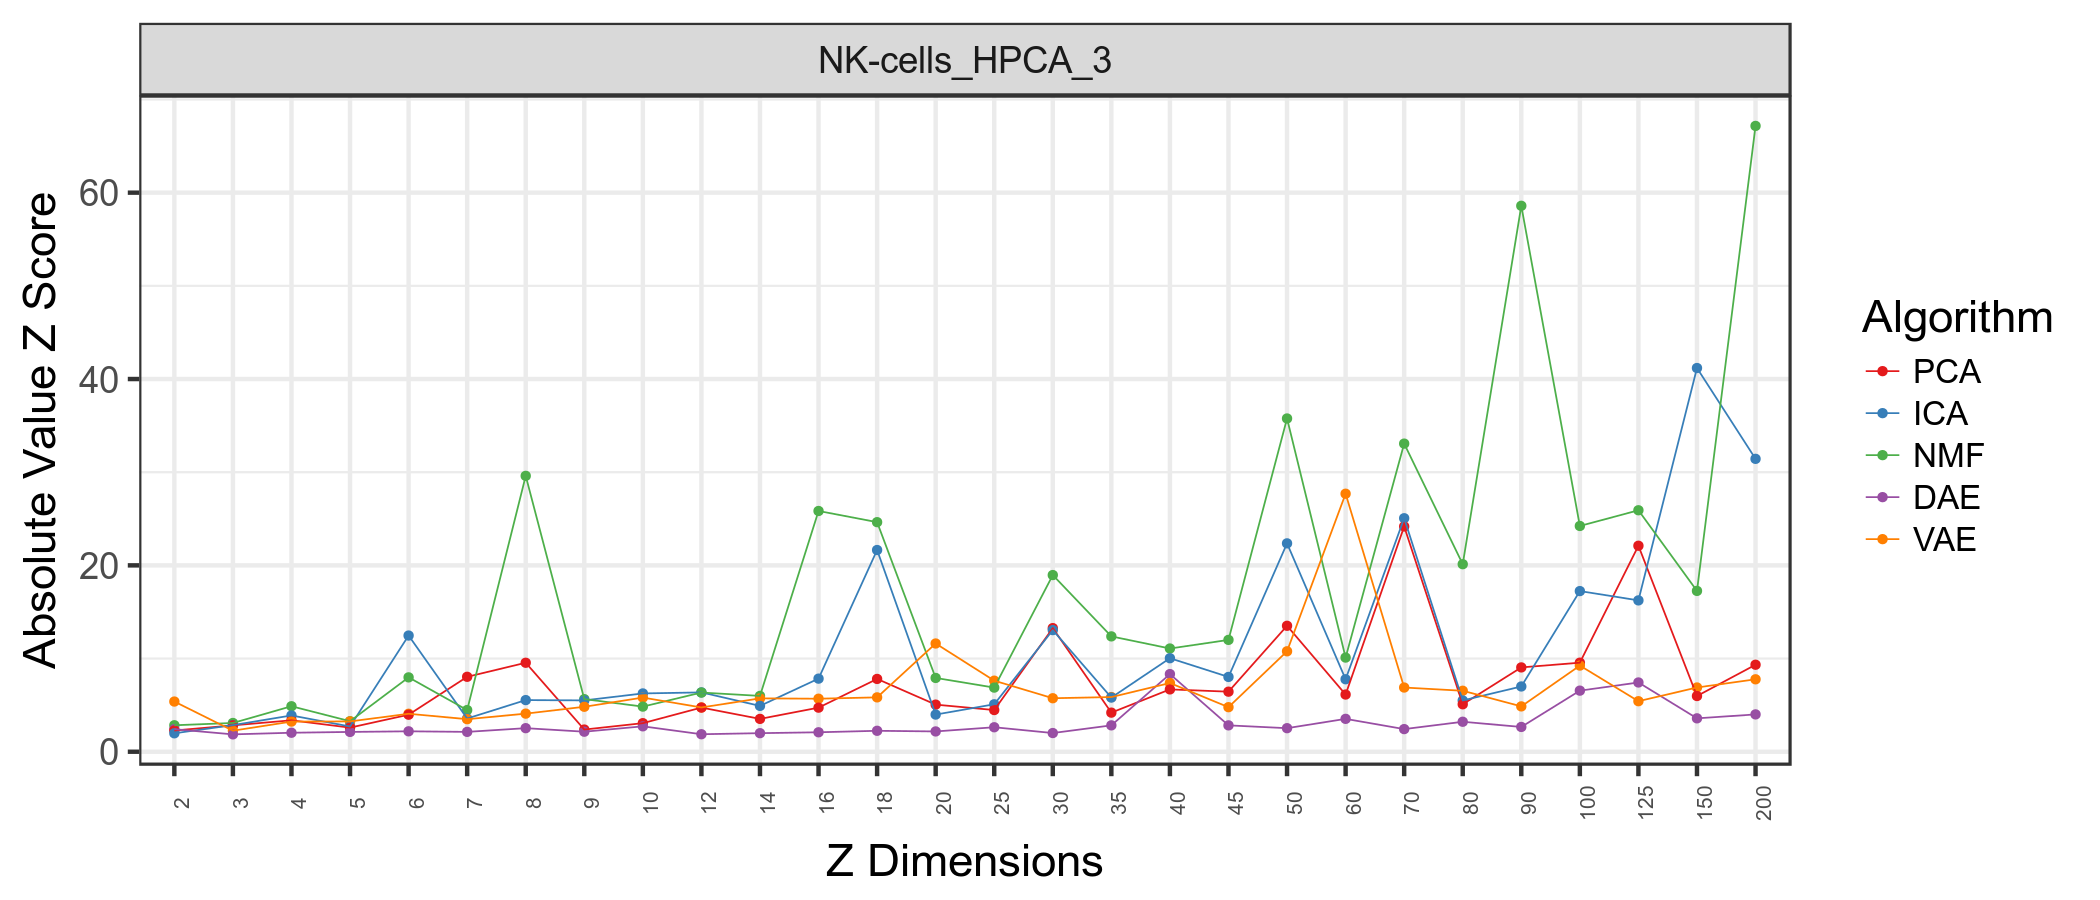 NK-cells_HPCA_3
Absolute Value Z Score
60
40
20
0
2 3 4 5 6 7 8 9 10 12 14 16 18 20 25 30 35 40 45 50 60 70 80 90 100 125 150 200
Z Dimensions
Algorithm
PCA
ICA
NMF
DAE
VAE